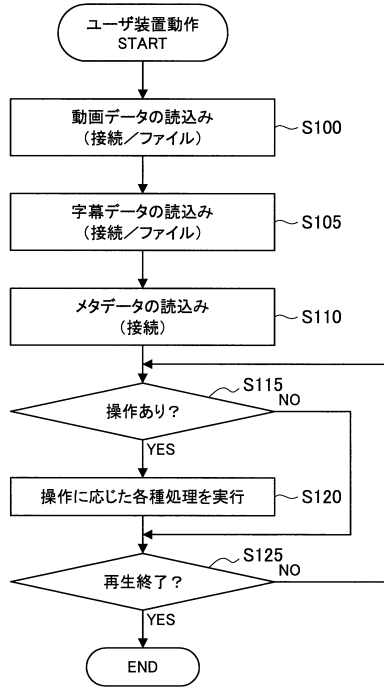 ユーザ装置動作
START
動画データの読込み
(接続／ファイル)
S100
字幕データの読込み
(接続／ファイル)
S105
メタデータの読込み
(接続)
S110
S115
操作あり？
NO
YES
操作に応じた各種処理を実行
S120
S125
再生終了？
NO
YES
END